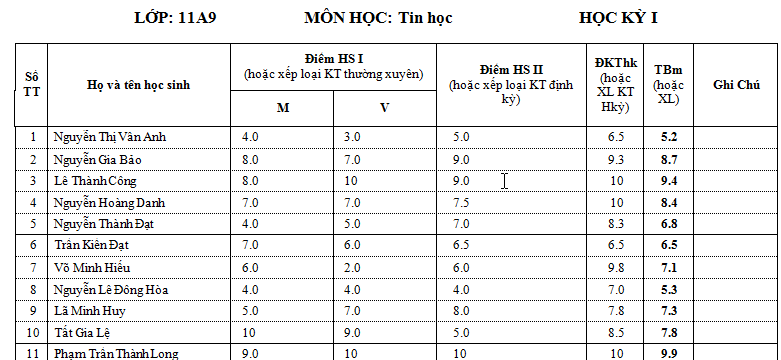 LỚP: 11A9 MÔN HỌC: Tin học HỌC KỲ I
Số TT Họ và tên học sinh Điểm HS I (hoặc xếp loại KT thường xuyên) Điểm HS II (hoặc xếp loại KT định kỳ) ĐKThk (hoặc XL KT Hkỳ) TBm (hoặc XL) Ghi Chú
M V
1 Nguyễn Thị Vân Anh 4.0 3.0 5.0 6.5 5.2
2 Nguyễn Gia Bảo 8.0 7.0 9.0 9.3 8.7
3 Lê Thành Công 8.0 10 9.0 10 9.4
4 Nguyễn Hoàng Danh 7.0 7.0 7.5 10 8.4
5 Nguyễn Thành Đạt 4.0 5.0 7.0 8.3 6.8
6 Trần Kiến Đạt 7.0 6.0 6.5 6.5 6.5
7 Võ Minh Hiếu 6.0 2.0 6.0 9.8 7.1
8 Nguyễn Lê Đông Hòa 4.0 4.0 4.0 7.0 5.3
9 Lã Minh Huy 5.0 7.0 8.0 7.8 7.3
10 Tất Gia Lệ 10 9.0 5.0 8.5 7.8
11 Phạm Trần Thành Long 9.0 10 10 10 9.9